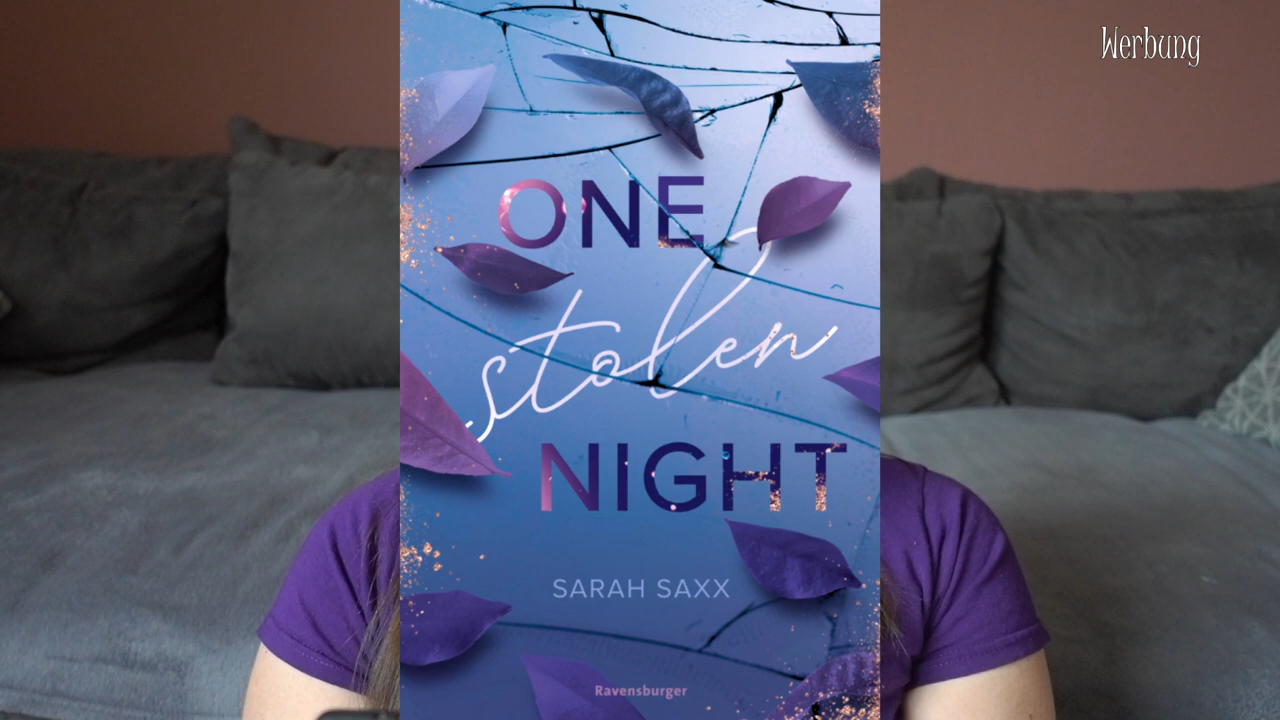 Werbung
ONE
stolen
NIGHT
SARAH SAXX
Ravensburger